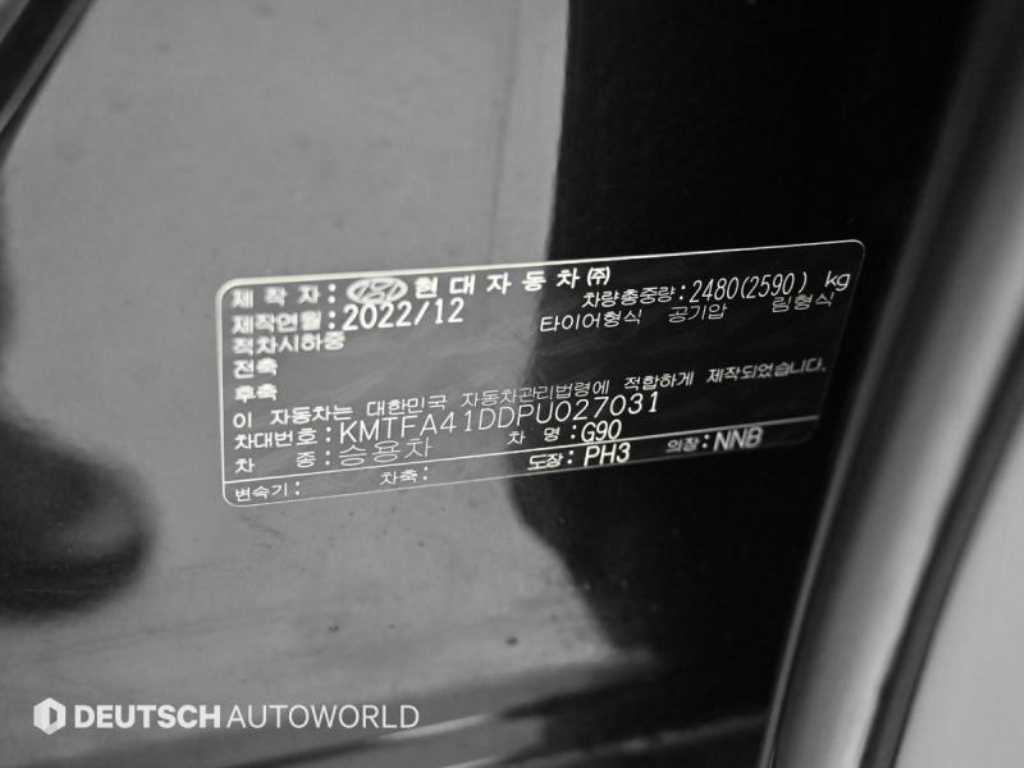 제 작 자 : 현대자동차㈜
제작연월 : 2022/12 차량총중량 : 2480(2590) kg
적차시하중 타이어형식 공기압 림형식
전축
후축
이 자동차는 대한민국 자동차관리법령에 적합하게 제작되었습니다.
차대번호 : KMTFA41DDPU027031
차 종 : 승용차 차 명 : G90
변속기 : 차축 : 도장 : PH3 의장 : NNB
DEUTSCH AUTOWORLD